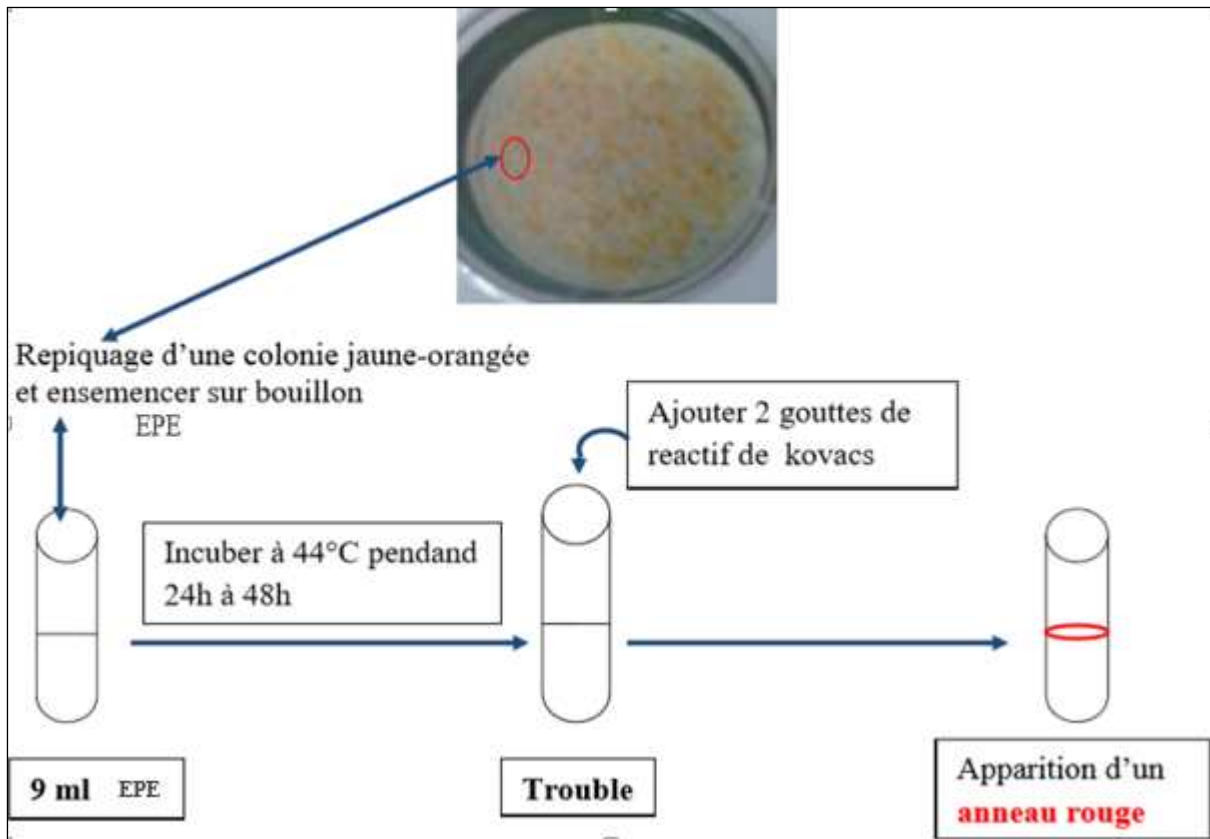 Repiquage d'une colonie jaune-orangée
et ensemencer sur bouillon
EPE
Ajouter 2 gouttes de
reactif de kovacs
Incuber à 44°C pendand
24h à 48h
9 ml EPE
Trouble
Apparition d'un
anneau rouge